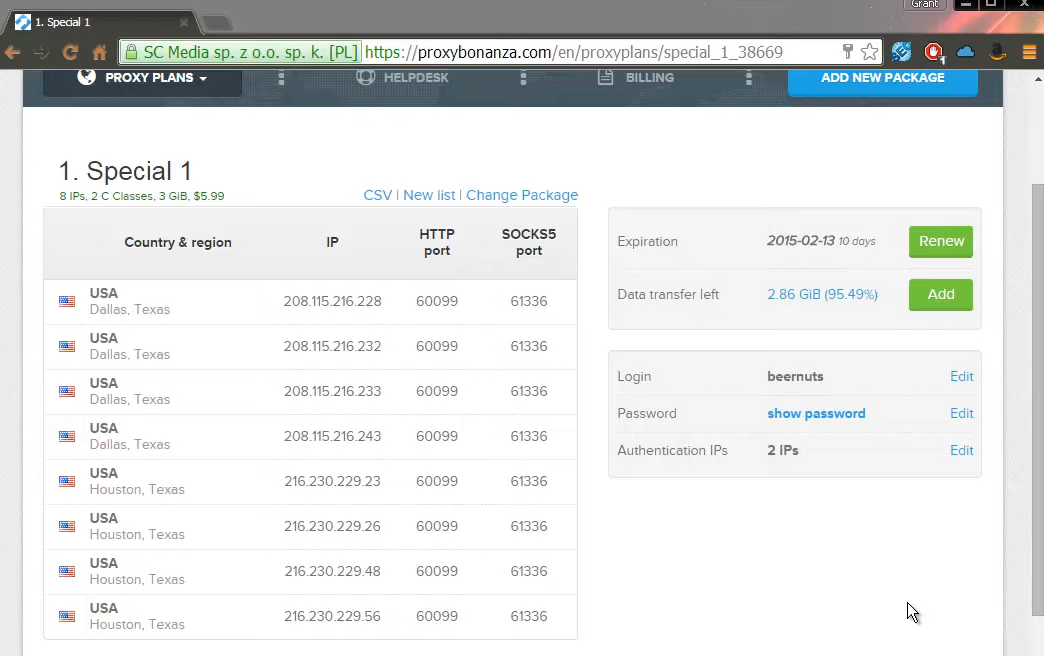 Grant
1. Special 1
SC Media sp. z o.o. sp. k. [PL] https://proxybonanza.com/en/proxyplans/special_1_38669
1
PROXY PLANS HELPDESK BILLING ADD NEW PACKAGE
1. Special 1
8 IPs, 2 C Classes, 3 GiB, $5.99 CSV | New list | Change Package
Country & region IP HTTP port SOCKS5 port
USA
Dallas, Texas 208.115.216.228 60099 61336
USA
Dallas, Texas 208.115.216.232 60099 61336
USA
Dallas, Texas 208.115.216.233 60099 61336
USA
Dallas, Texas 208.115.216.243 60099 61336
USA
Houston, Texas 216.230.229.23 60099 61336
USA
Houston, Texas 216.230.229.26 60099 61336
USA
Houston, Texas 216.230.229.48 60099 61336
USA
Houston, Texas 216.230.229.56 60099 61336
Expiration 2015-02-13 10 days Renew
Data transfer left 2.86 GiB (95.49%) Add
Login beernuts Edit
Password show password Edit
Authentication IPs 2 IPs Edit